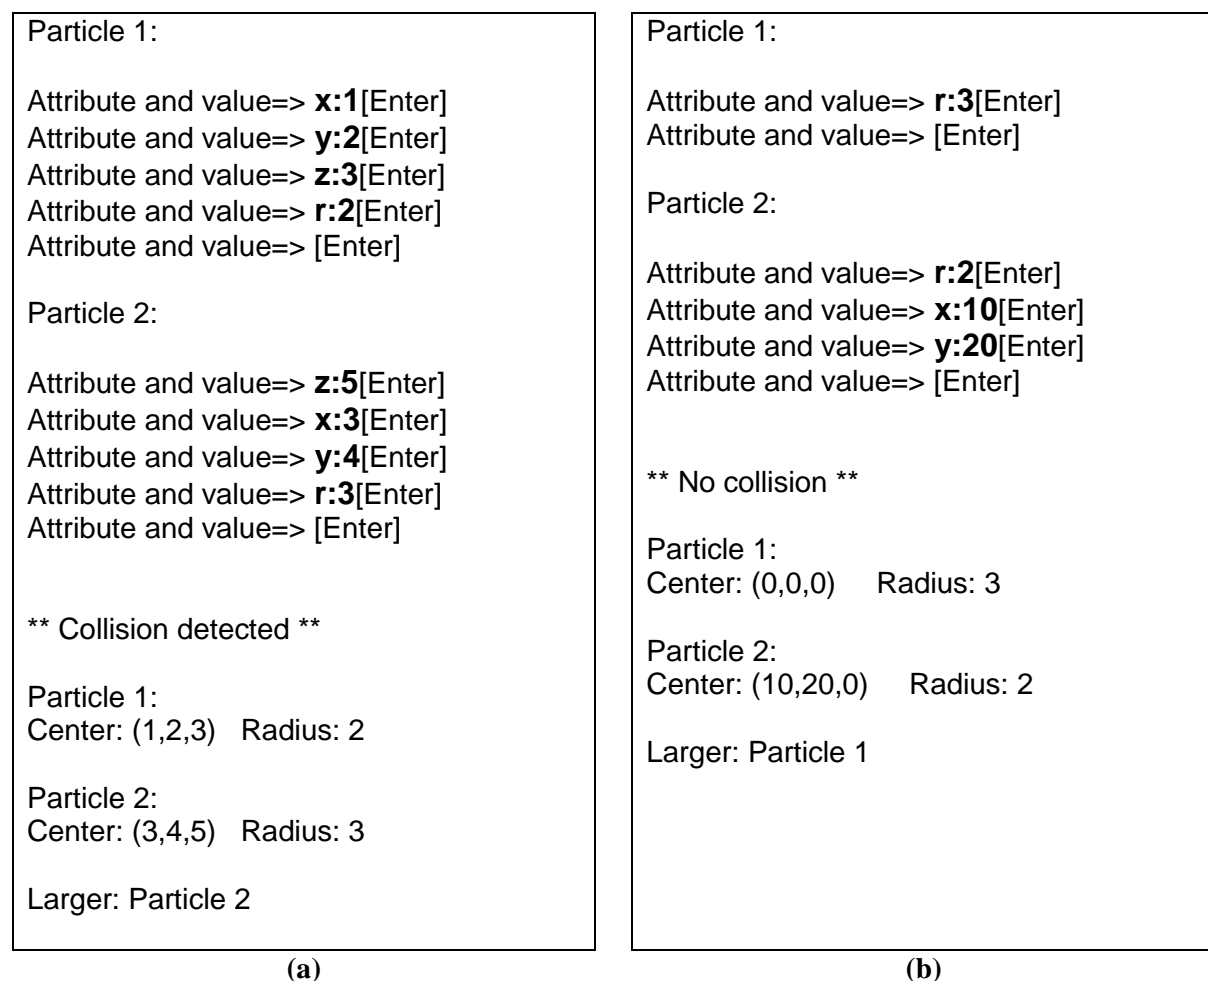 Particle 1:
Attribute and value=> x:1[Enter]
Attribute and value=> y:2[Enter]
Attribute and value=> z:3[Enter]
Attribute and value=> r:2[Enter]
Attribute and value=> [Enter]
Particle 2:
Attribute and value=> z:5[Enter]
Attribute and value=> x:3[Enter]
Attribute and value=> y:4[Enter]
Attribute and value=> r:3[Enter]
Attribute and value=> [Enter]
** Collision detected **
Particle 1:
Center: (1,2,3) Radius: 2
Particle 2:
Center: (3,4,5) Radius: 3
Larger: Particle 2
(a)
Particle 1:
Attribute and value=> r:3[Enter]
Attribute and value=> [Enter]
Particle 2:
Attribute and value=> r:2[Enter]
Attribute and value=> x:10[Enter]
Attribute and value=> y:20[Enter]
Attribute and value=> [Enter]
** No collision **
Particle 1:
Center: (0,0,0) Radius: 3
Particle 2:
Center: (10,20,0) Radius: 2
Larger: Particle 1
(b)